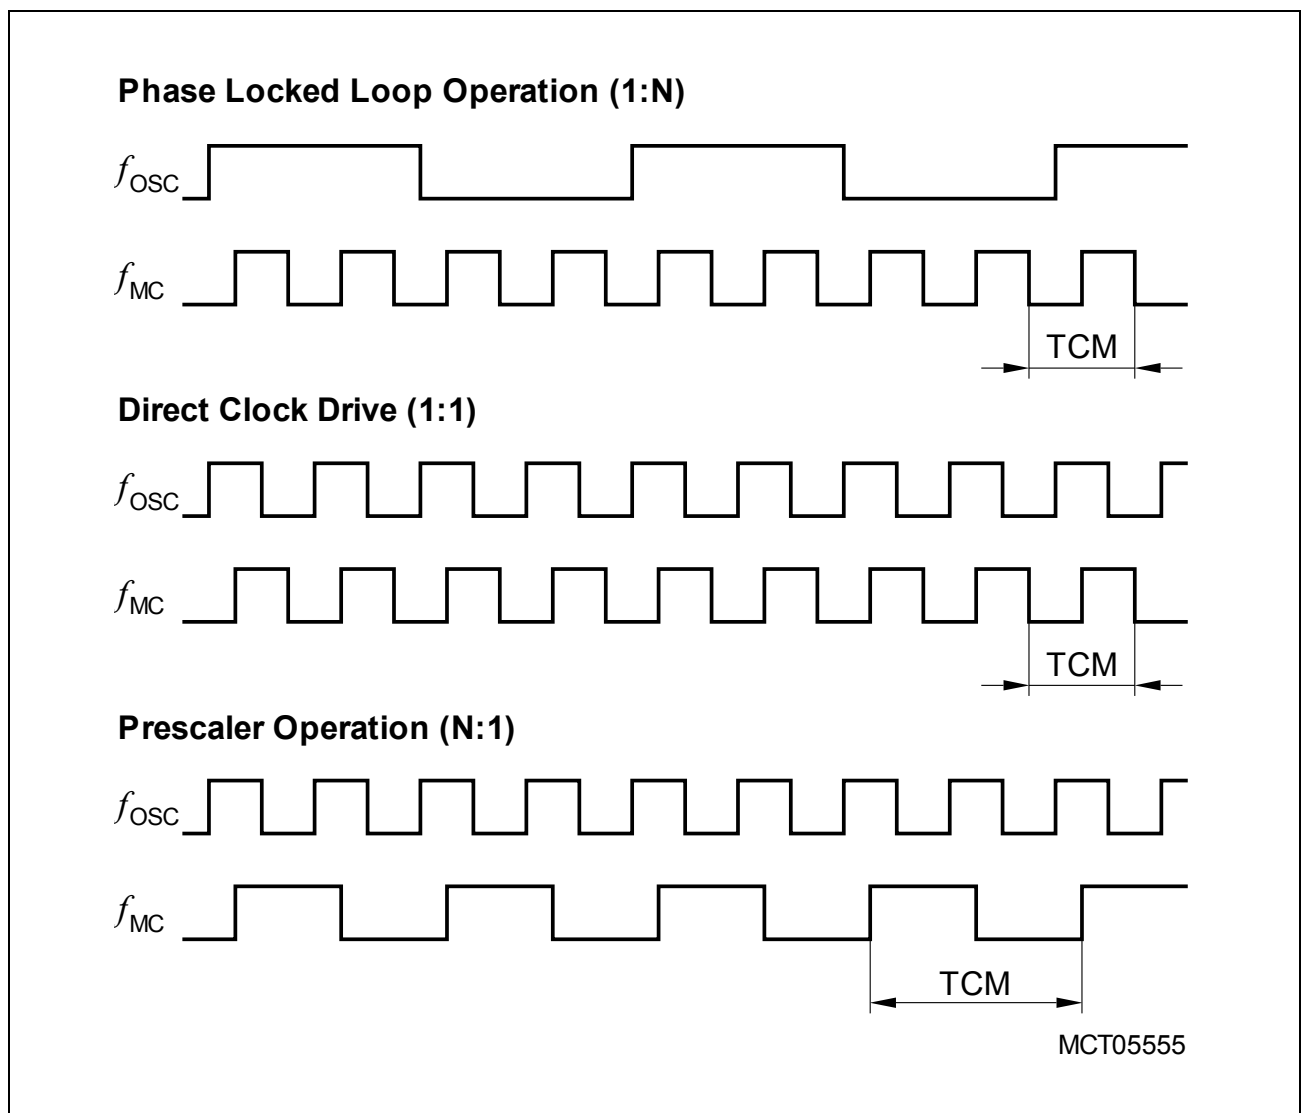 Phase Locked Loop Operation (1:N)
fOSC
fMC
TCM
Direct Clock Drive (1:1)
fOSC
fMC
TCM
Prescaler Operation (N:1)
fOSC
fMC
TCM
MCT05555